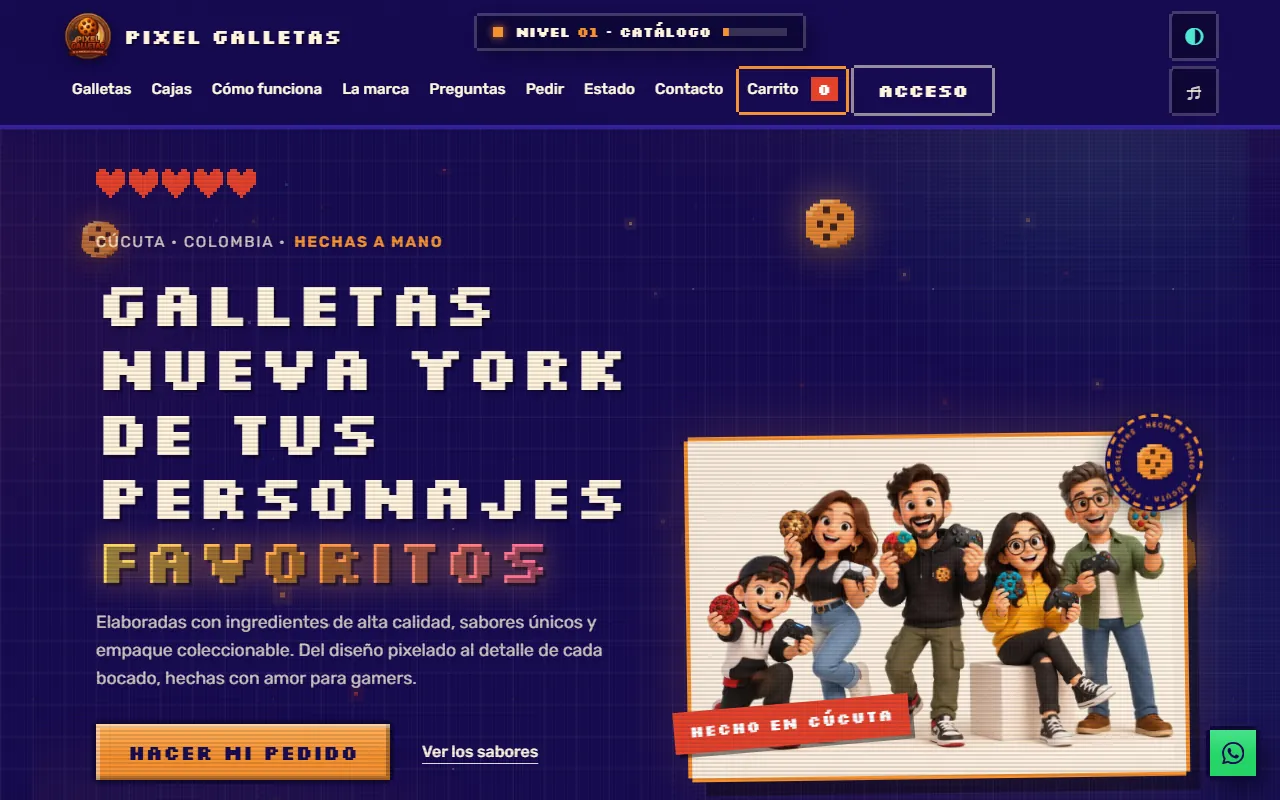 PIXEL GALLETAS
NIVEL 01 - CATÁLOGO
Galletas Cajas Cómo funciona La marca Preguntas Pedir Estado Contacto Carrito 0 ACCESO
CÚCUTA • COLOMBIA • HECHAS A MANO
GALLETAS
NUEVA YORK
DE TUS
PERSONAJES
FAVORITOS
Elaboradas con ingredientes de alta calidad, sabores únicos y
empaque coleccionable. Del diseño pixelado al detalle de cada
bocado, hechas con amor para gamers.
HACER MI PEDIDO
Ver los sabores
HECHO EN CÚCUTA